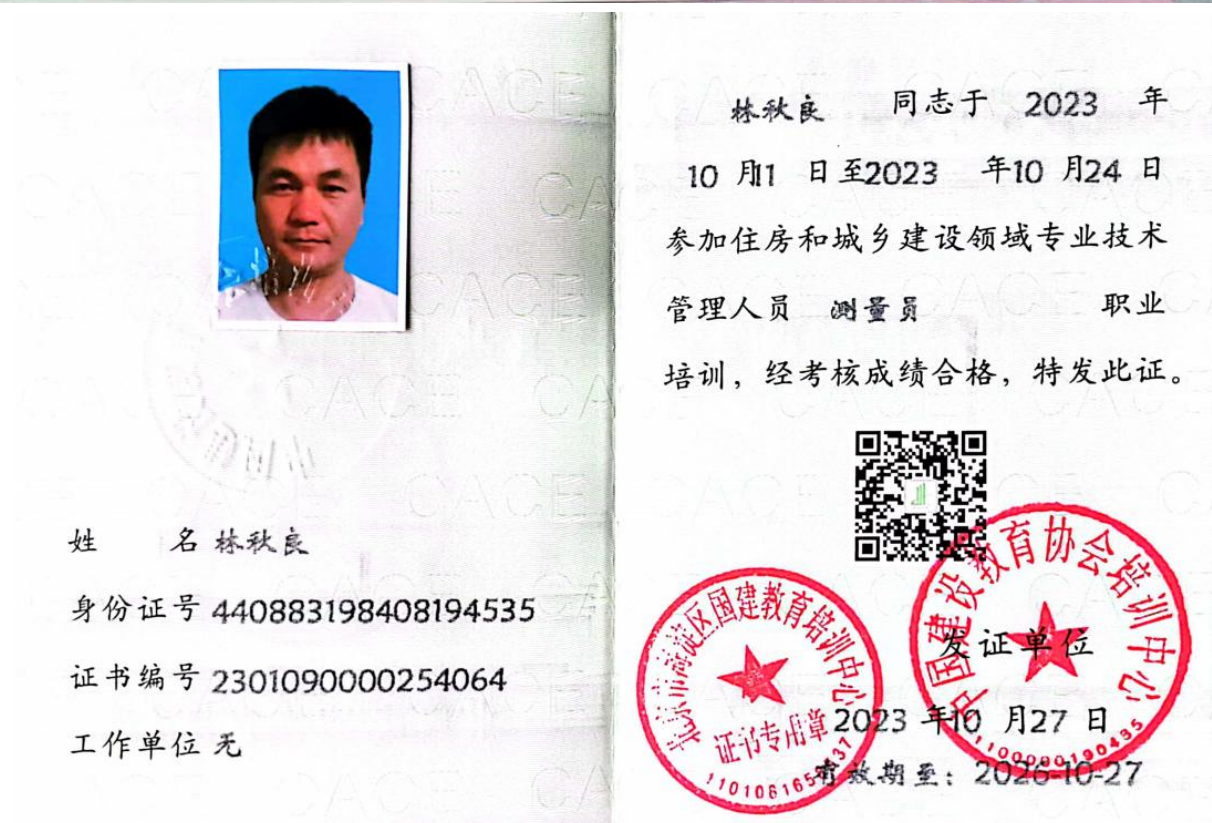 姓 名 林秋良
身份证号 440883198408194535
证书编号 2301090000254064
工作单位 无
林秋良 同志于 2023 年
10 月11 日至2023 年10 月24 日
参加住房和城乡建设领域专业技术
管理人员 测量员 职业
培训，经考核成绩合格，特发此证。
北京市海淀区国建教育培训中心
证书专用章
中国建设教育协会培训中心
1100000190435
发证单位
2023 年10 月27 日
有效期至：2026-10-27
CACE